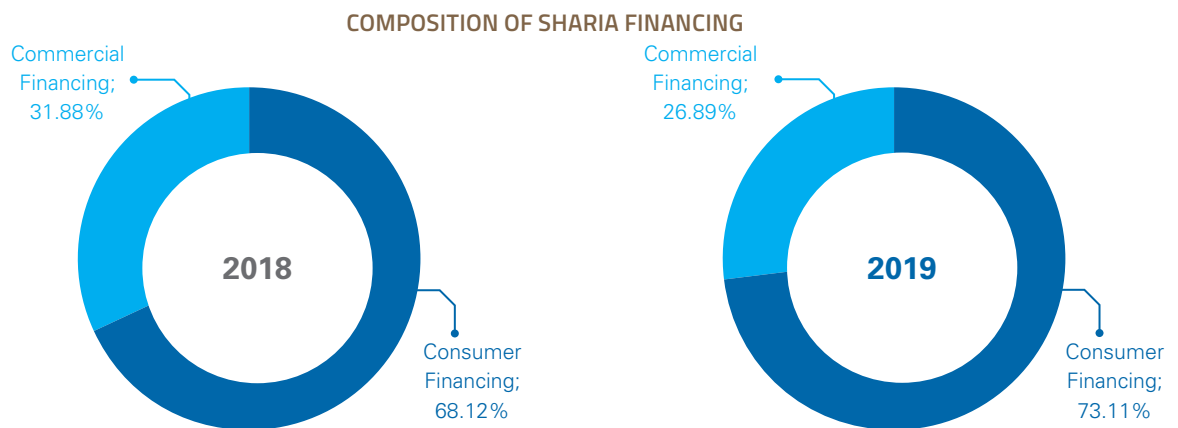 COMPOSITION OF SHARIA FINANCING
Commercial
Financing;
31.88%
2018
Consumer
Financing;
68.12%
Commercial
Financing;
26.89%
2019
Consumer
Financing;
73.11%